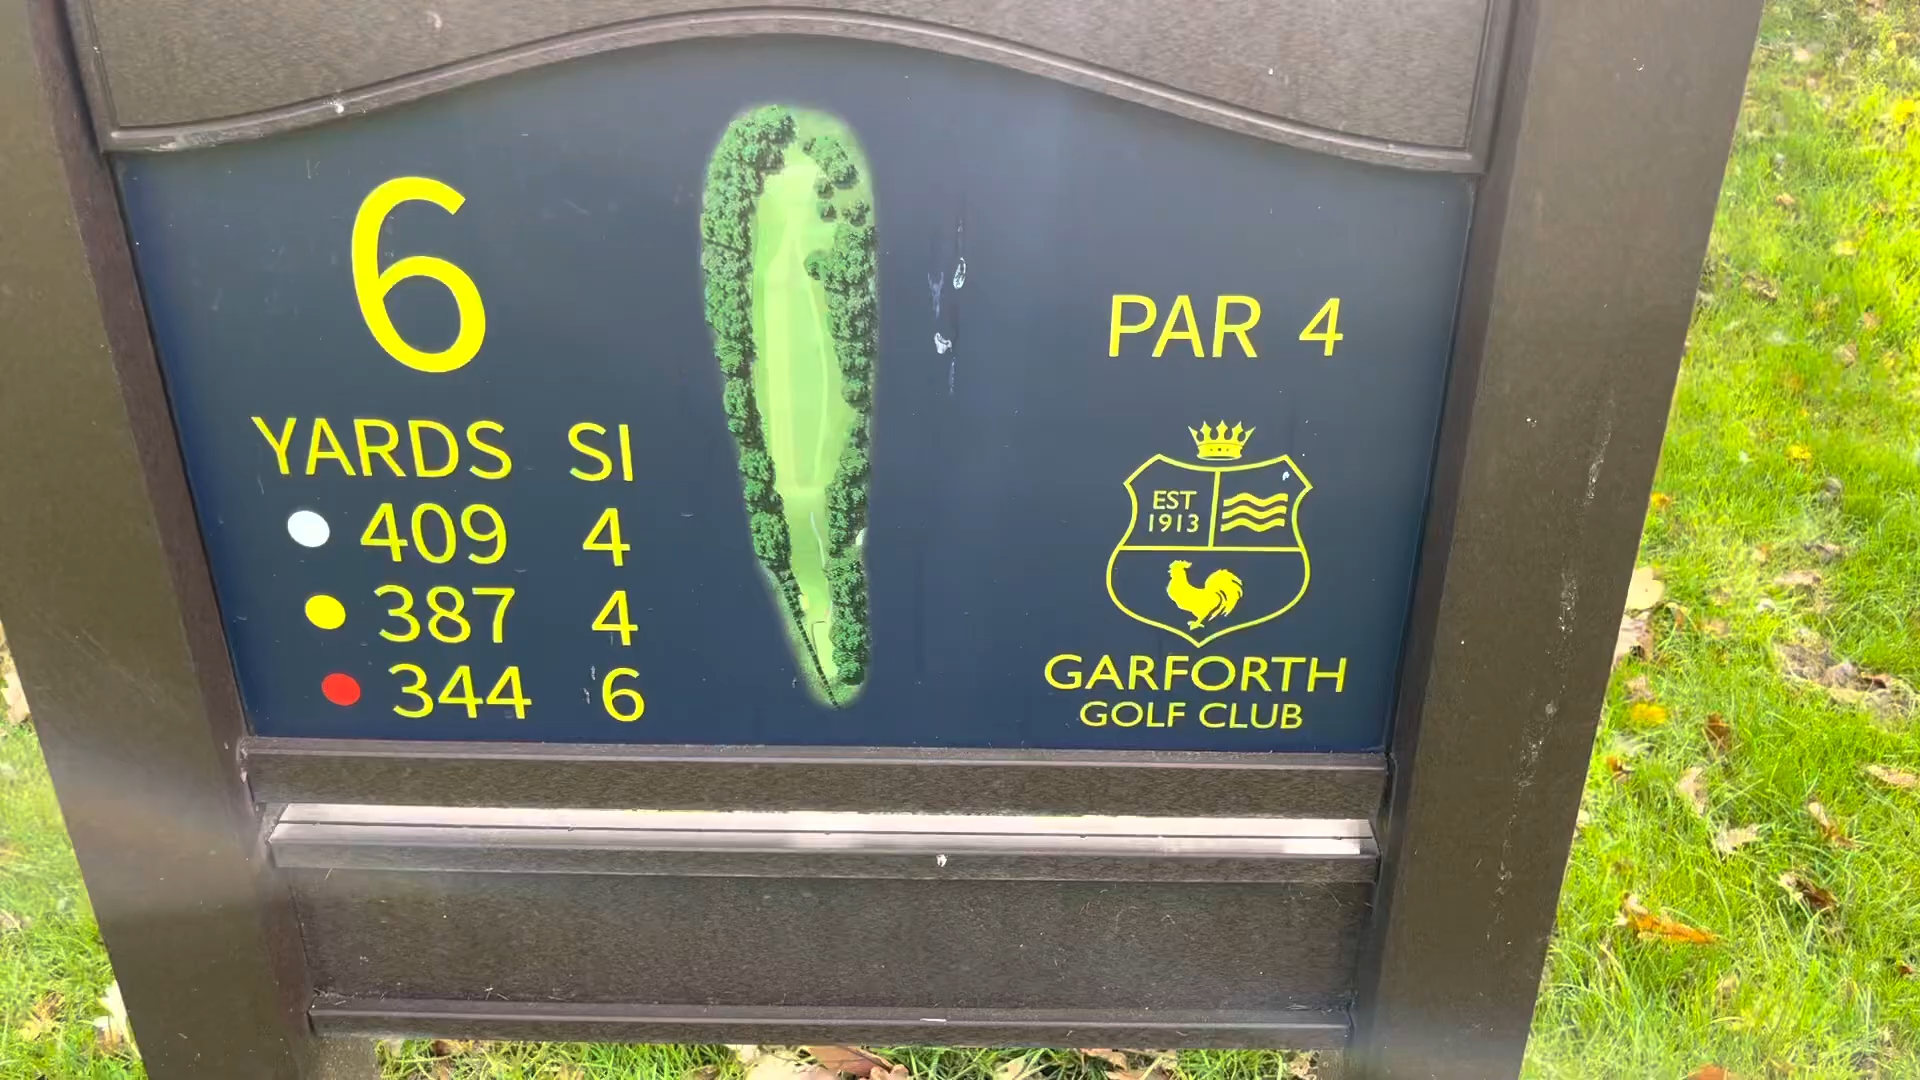 6
YARDS SI
409 4
387 4
344 6
PAR 4
EST
1913
GARFORTH
GOLF CLUB